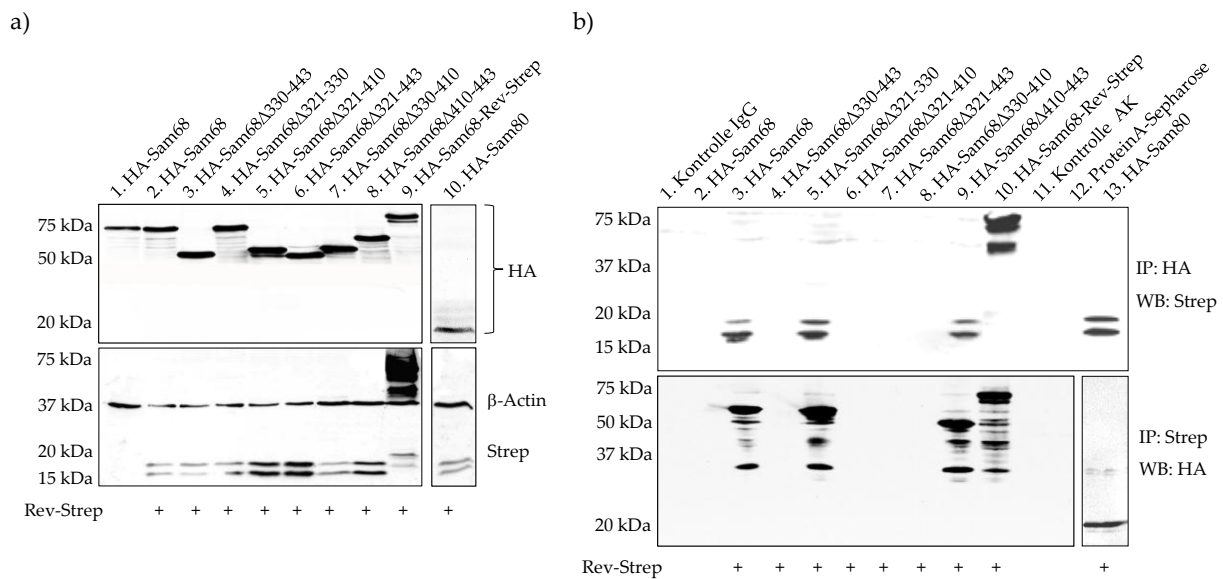 a)
1. HA-Sam68
2. HA-Sam68
3. HA-Sam68Δ330-443
4. HA-Sam68Δ321-330
5. HA-Sam68Δ321-410
6. HA-Sam68Δ321-443
7. HA-Sam68Δ330-410
8. HA-Sam68Δ410-443
9. HA-Sam68-Rev-Strep
10. HA-Sam80
75 kDa
50 kDa
20 kDa
HA
75 kDa
37 kDa
20 kDa
15 kDa
β-Actin
Strep
Rev-Strep + + + + + + + + +
b)
1. Kontrolle IgG
2. HA-Sam68
3. HA-Sam68
4. HA-Sam68Δ330-443
5. HA-Sam68Δ321-330
6. HA-Sam68Δ321-410
7. HA-Sam68Δ321-443
8. HA-Sam68Δ330-410
9. HA-Sam68Δ410-443
10. HA-Sam68-Rev-Strep
11. Kontrolle AK
12. ProteinA-Sepharose
13. HA-Sam80
75 kDa
37 kDa
20 kDa
15 kDa
IP: HA
WB: Strep
75 kDa
50 kDa
37 kDa
20 kDa
IP: Strep
WB: HA
Rev-Strep + + + + + + + + +